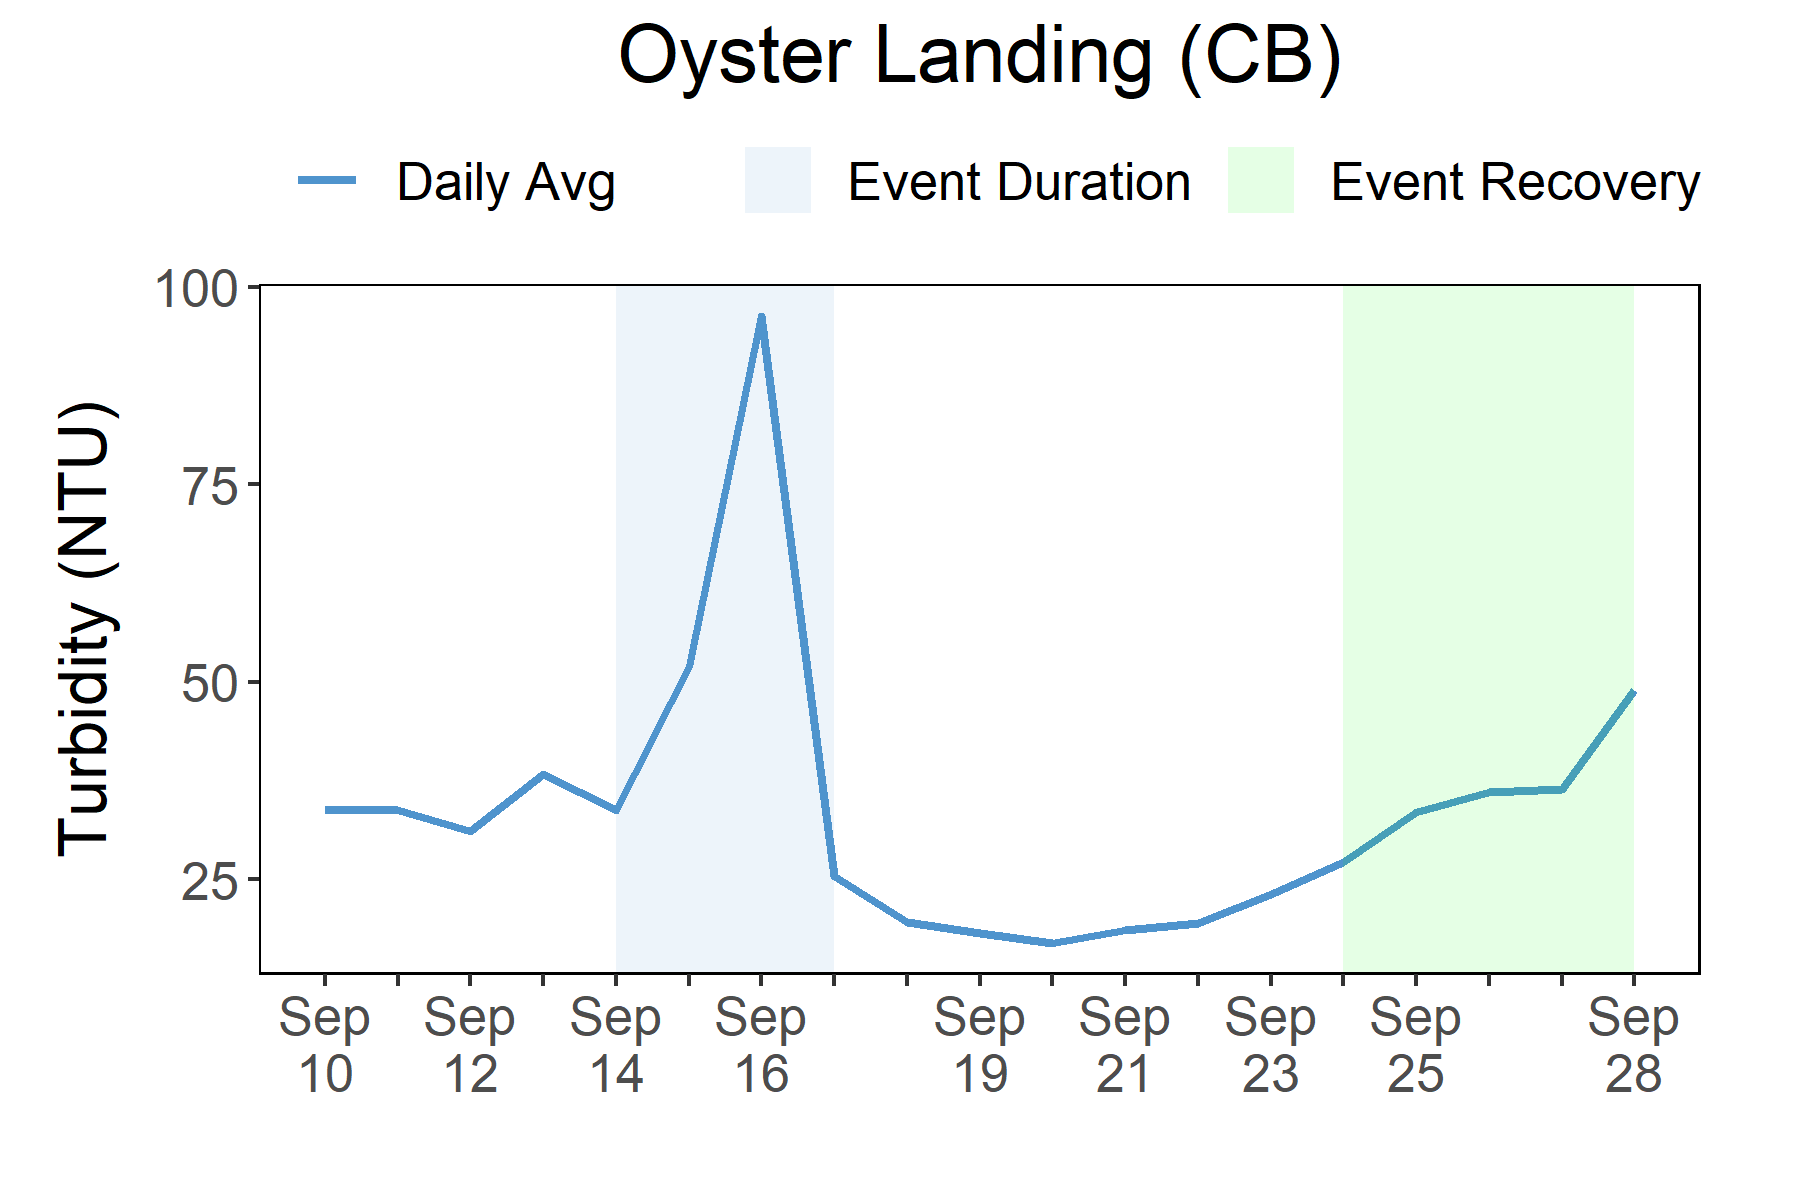 Oyster Landing (CB)
Daily Avg Event Duration Event Recovery
Turbidity (NTU)
100
75
50
25
Sep Sep Sep Sep Sep Sep Sep Sep Sep
10 12 14 16 19 21 23 25 28